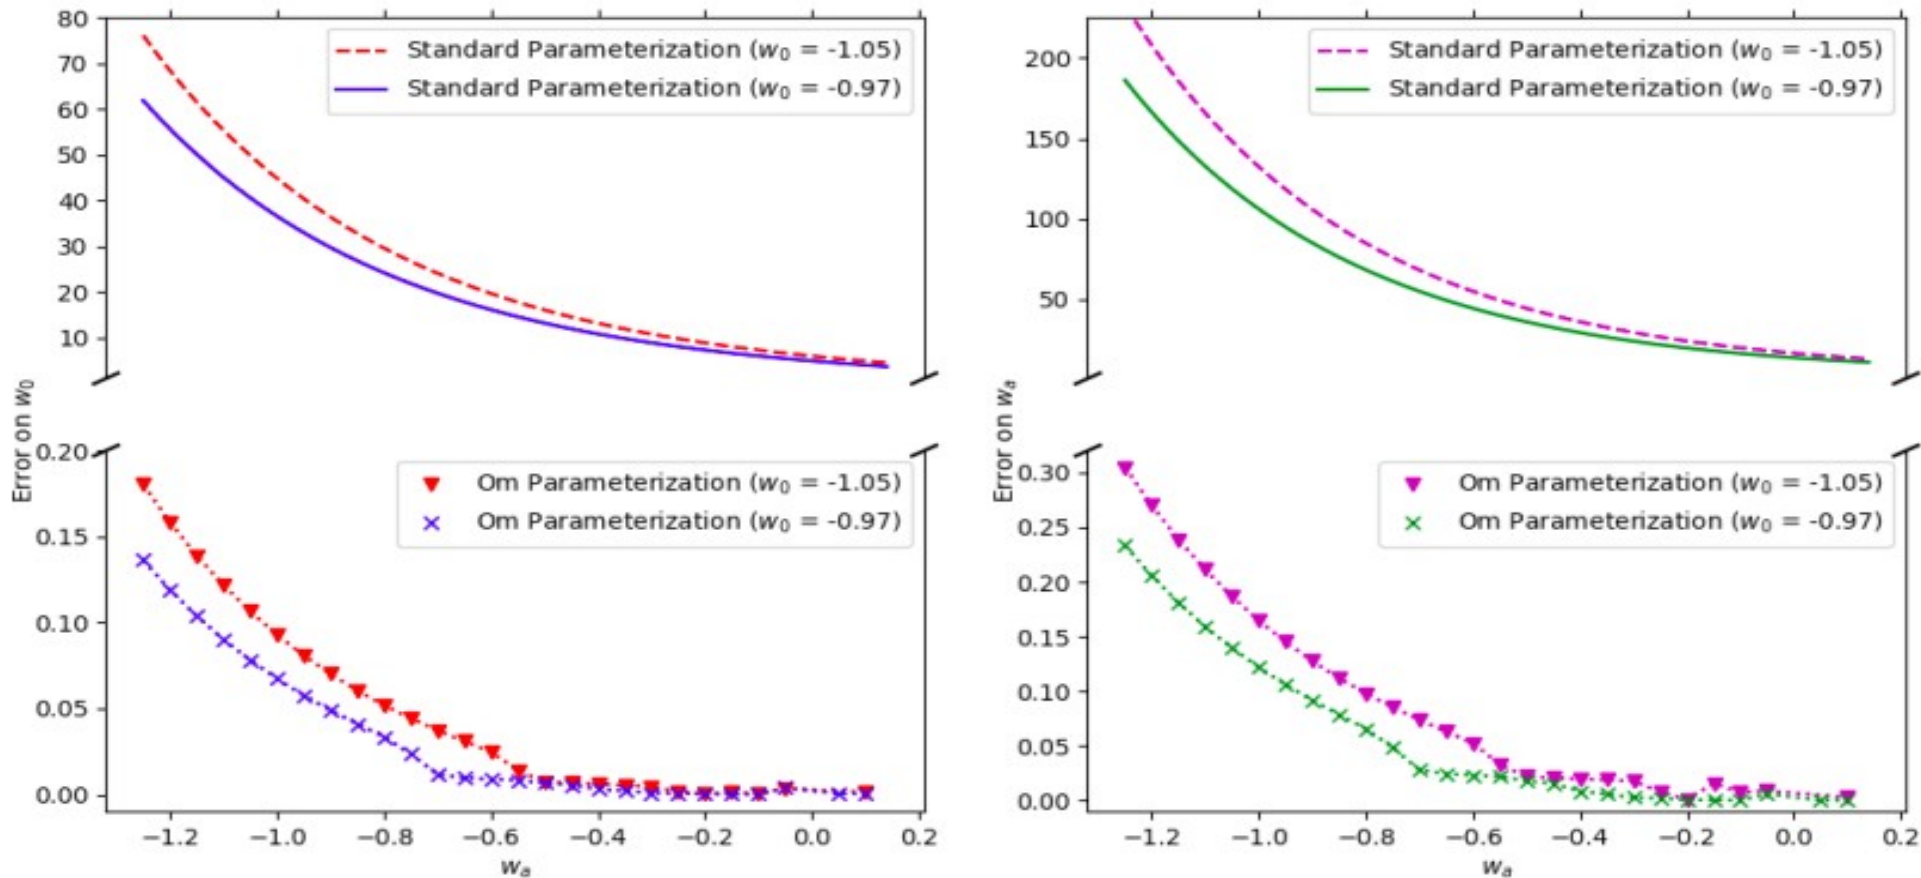 80
70
60
50
40
30
20
10
Standard Parameterization (w₀ = -1.05)
Standard Parameterization (w₀ = -0.97)
Error on w₀
0.20
0.15
0.10
0.05
0.00
Om Parameterization (w₀ = -1.05)
Om Parameterization (w₀ = -0.97)
−1.2 −1.0 −0.8 −0.6 −0.4 −0.2 0.0 0.2
wₐ
200
150
100
50
Standard Parameterization (w₀ = -1.05)
Standard Parameterization (w₀ = -0.97)
Error on wₐ
0.30
0.25
0.20
0.15
0.10
0.05
0.00
Om Parameterization (w₀ = -1.05)
Om Parameterization (w₀ = -0.97)
−1.2 −1.0 −0.8 −0.6 −0.4 −0.2 0.0 0.2
wₐ